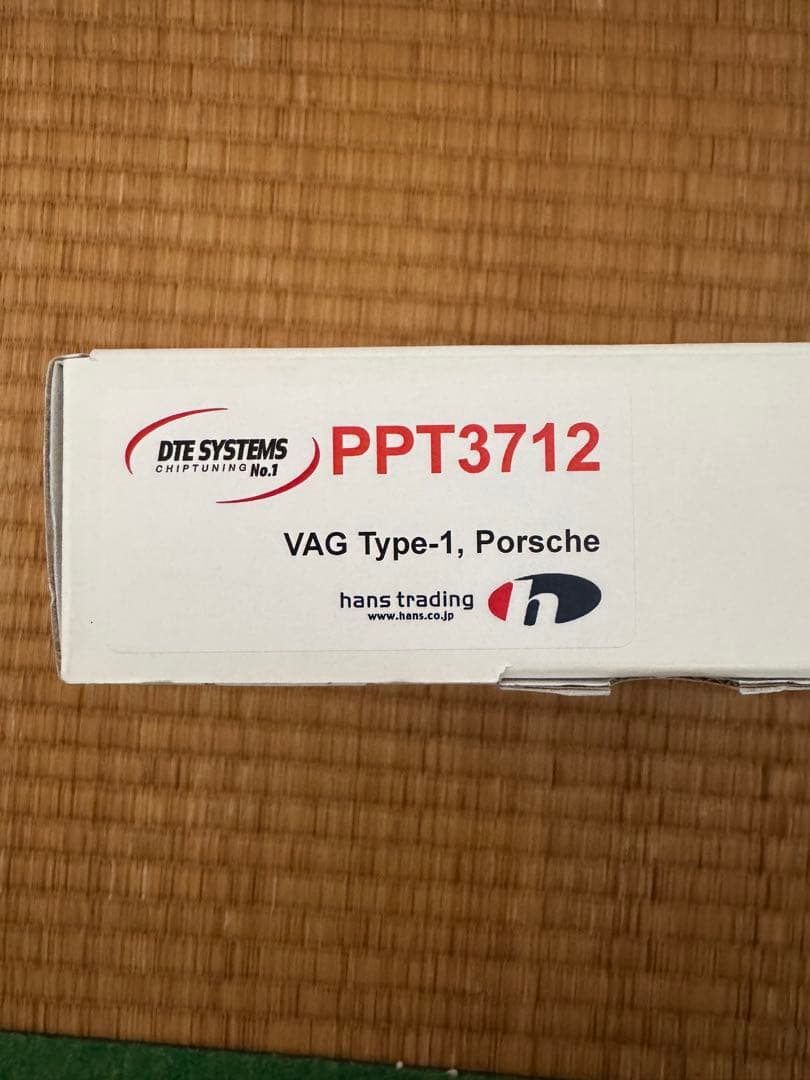 DTE SYSTEMS
CHIPTUNING No.1
PPT3712
VAG Type-1, Porsche
hans trading
www.hans.co.jp
h